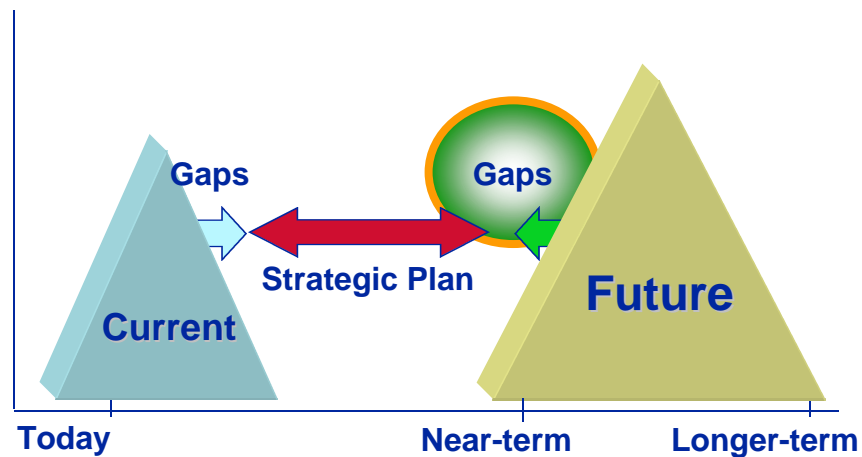 Gaps
Gaps
Strategic Plan
Future
Current
Today
Near-term
Longer-term